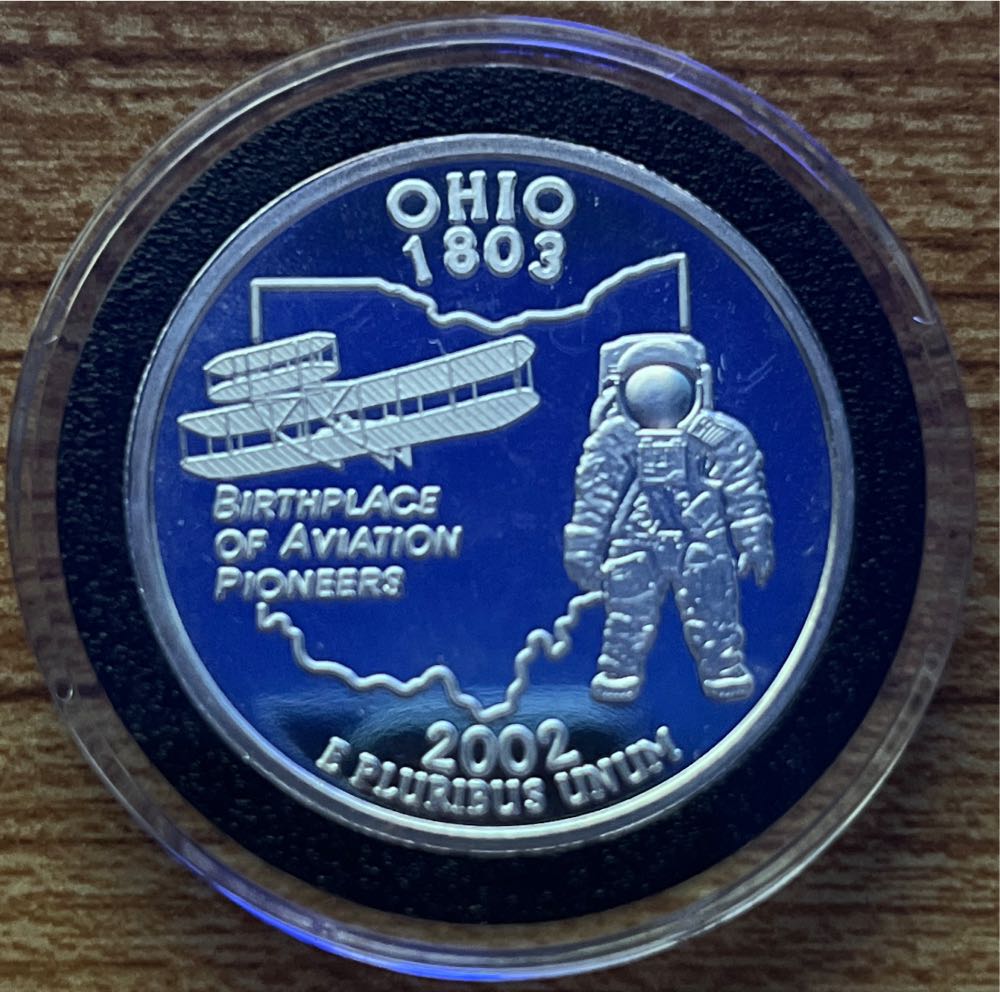 OHIO
1803
BIRTHPLACE
OF AVIATION
PIONEERS
2002
E PLURIBUS UNUM